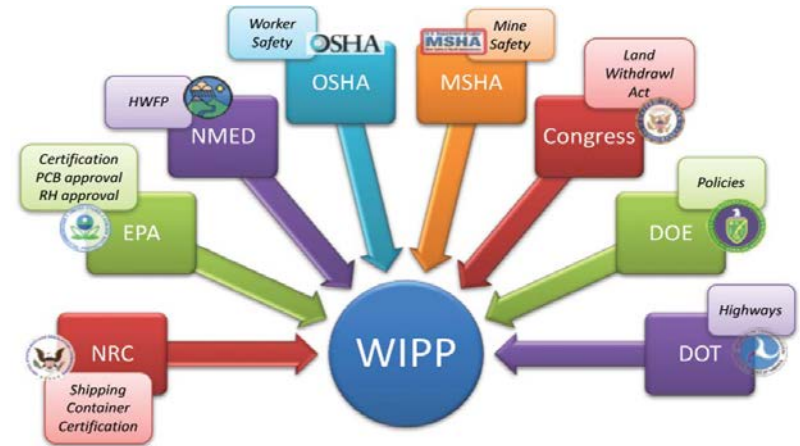 Worker
Safety
OSHA
OSHA
MSHA
Mine
Safety
MSHA
Land
Withdrawl
Act
Congress
HWFP
NMED
Certification
PCB approval
RH approval
EPA
Policies
DOE
Highways
DOT
NRC
Shipping
Container
Certification
WIPP